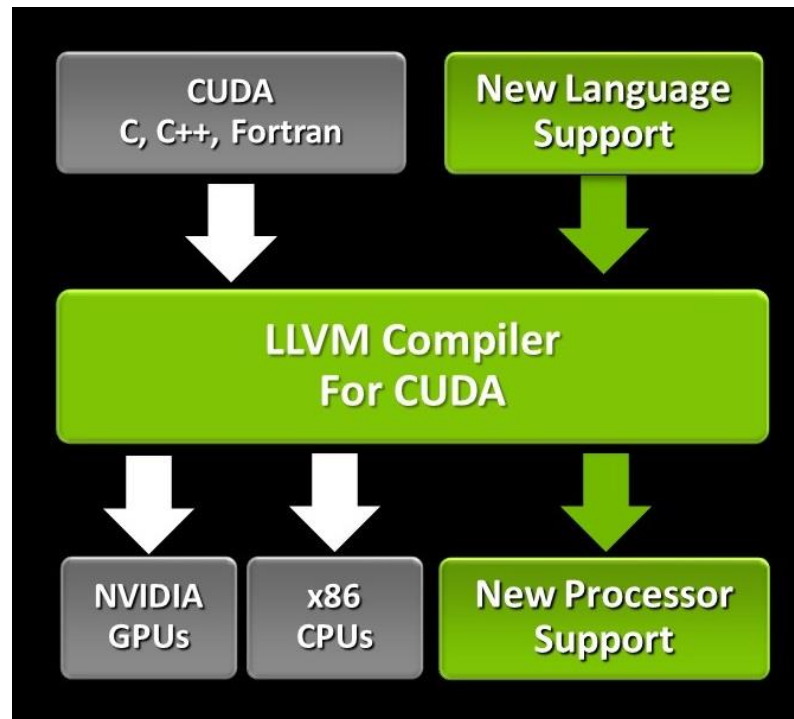 CUDA
C, C++, Fortran
New Language
Support
LLVM Compiler
For CUDA
NVIDIA
GPUs
x86
CPUs
New Processor
Support